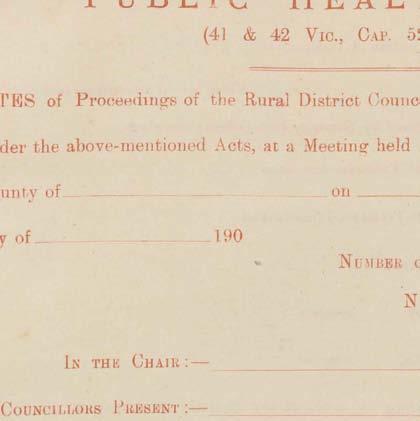 PUBLIC HEAL
(41 & 42 Vic., Cap. 52
TES of Proceedings of the Rural District Counc
der the above-mentioned Acts, at a Meeting held
unty of on
y of 190
Number
N
In the Chair:—
Councillors Present:—